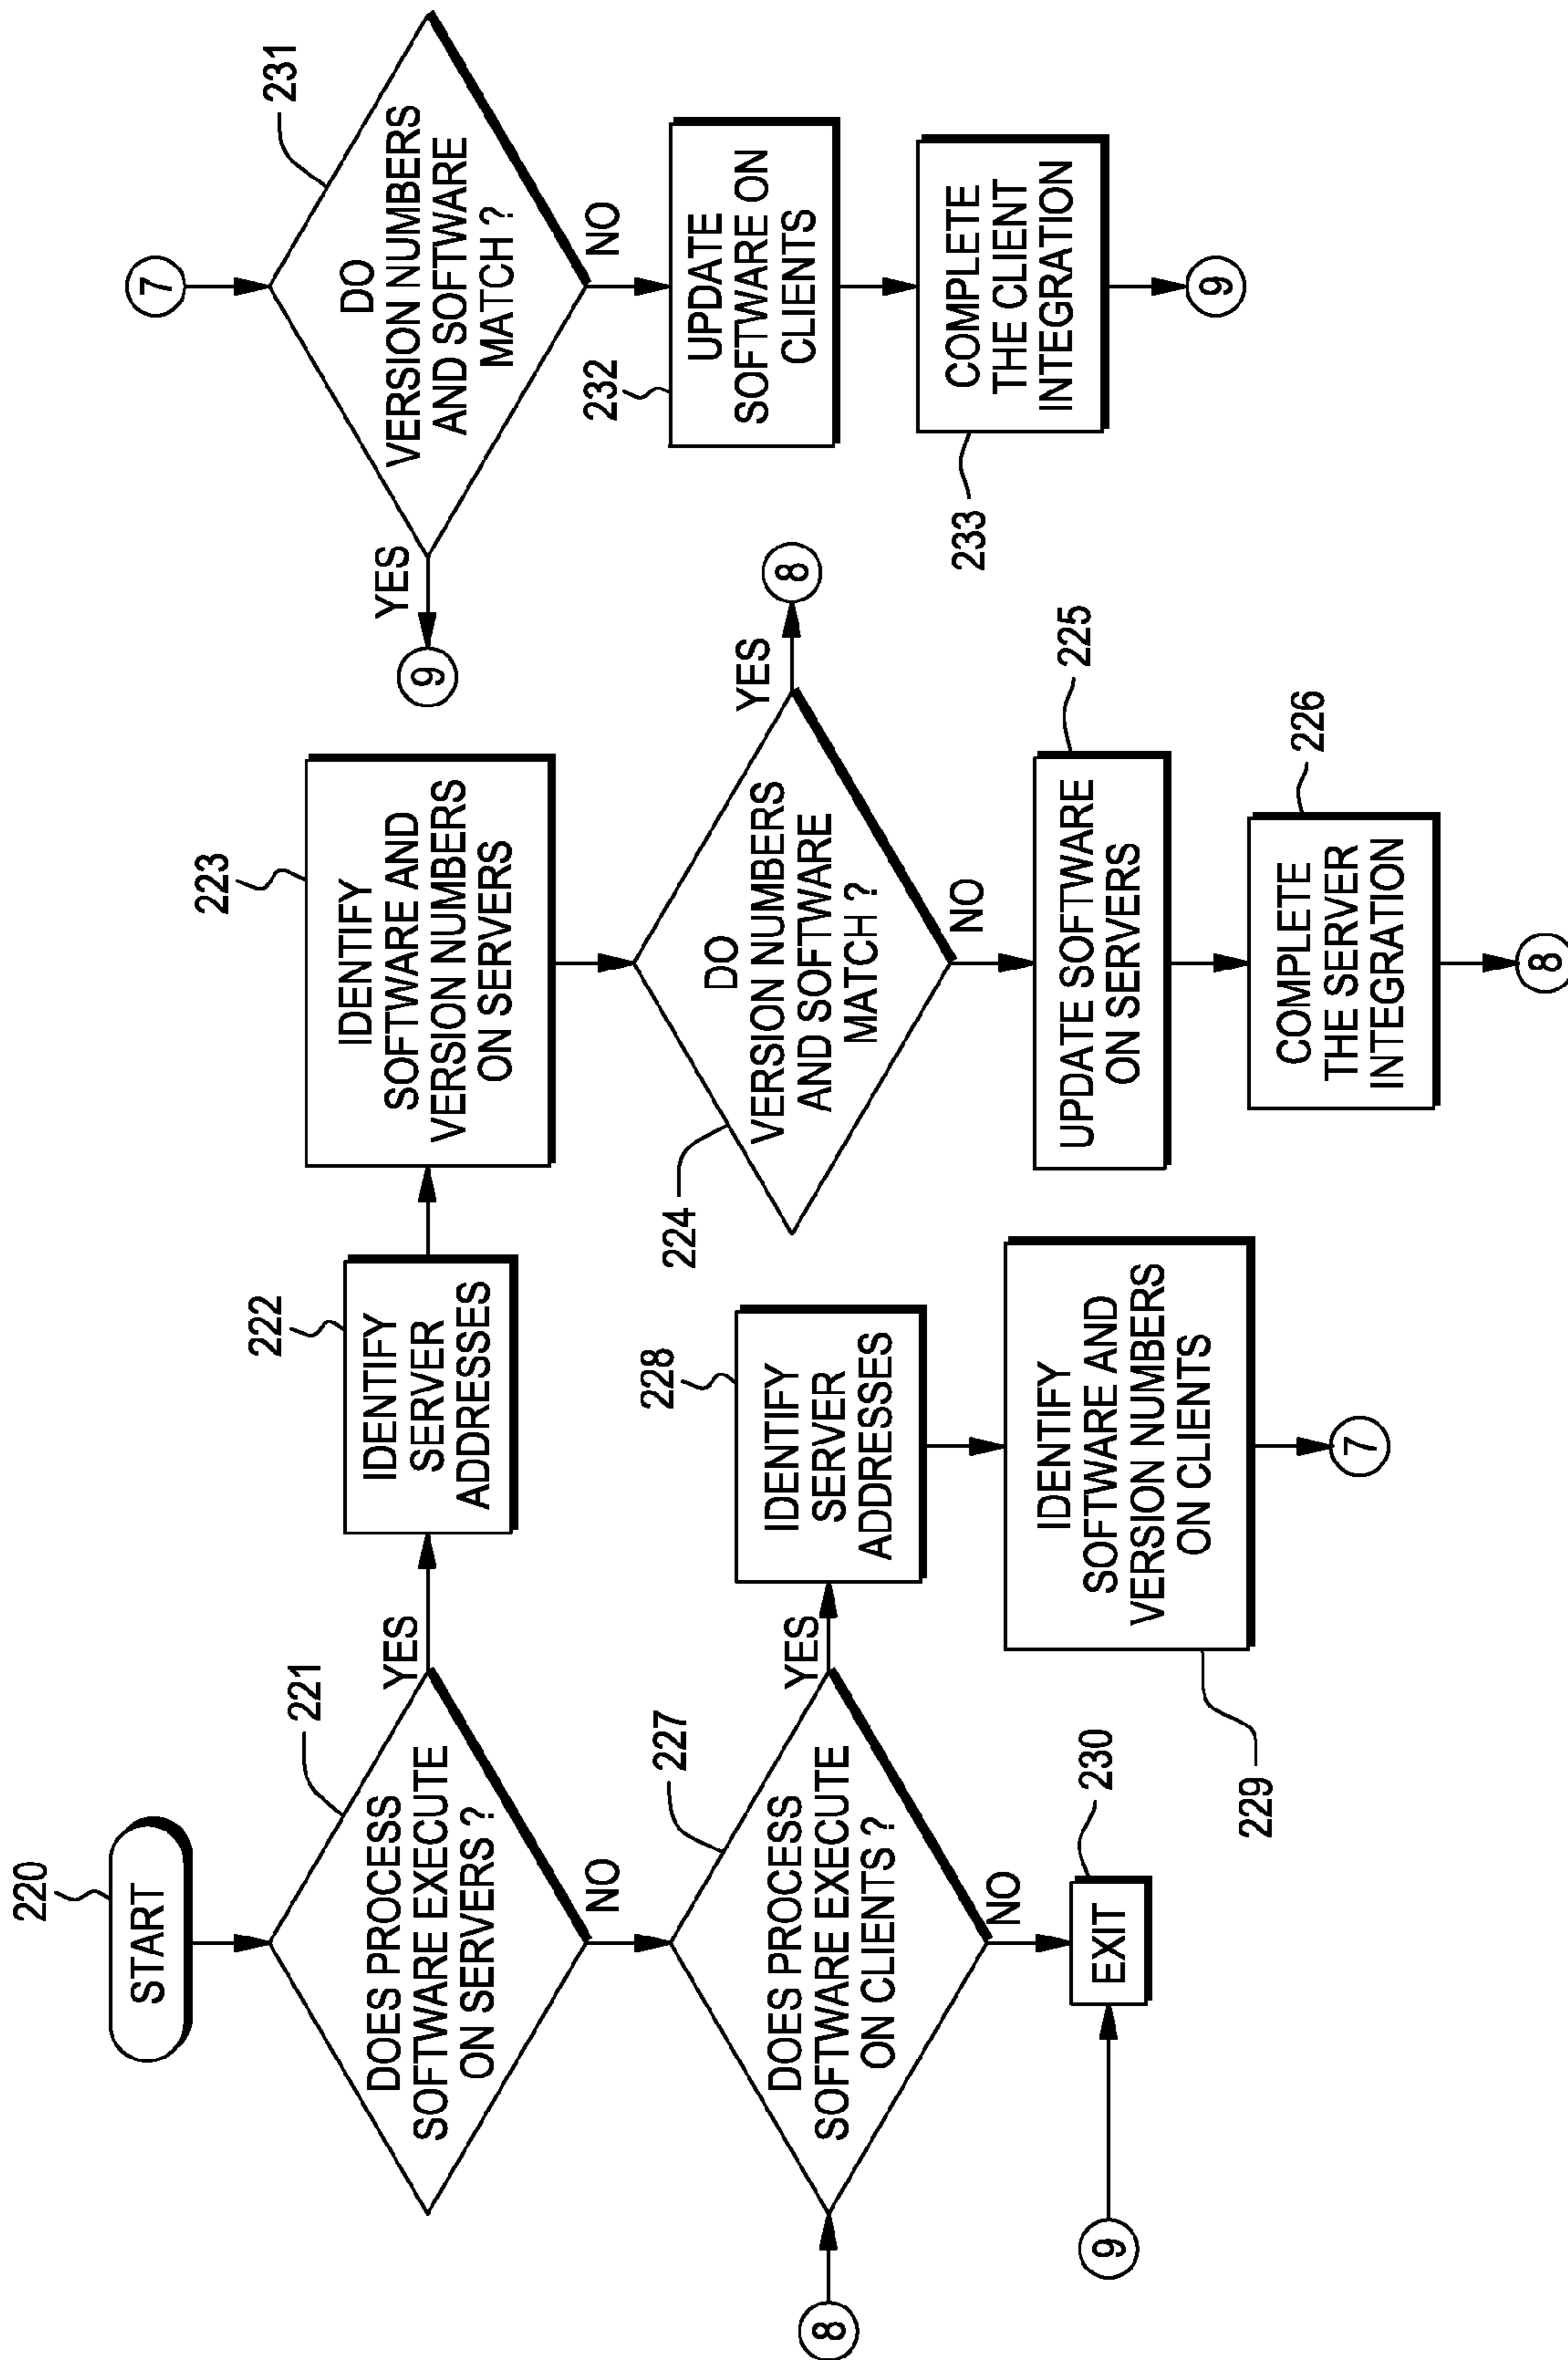 220
START
221
DOES PROCESS
SOFTWARE EXECUTE
ON SERVERS ?
YES
NO
222
IDENTIFY
SERVER
ADDRESSES
223
IDENTIFY
SOFTWARE AND
VERSION NUMBERS
ON SERVERS
224
DO
VERSION NUMBERS
AND SOFTWARE
MATCH ?
YES
8
NO
225
UPDATE SOFTWARE
ON SERVERS
226
COMPLETE
THE SERVER
INTEGRATION
8
8
227
DOES PROCESS
SOFTWARE EXECUTE
ON CLIENTS ?
YES
NO
228
IDENTIFY
SERVER
ADDRESSES
229
IDENTIFY
SOFTWARE AND
VERSION NUMBERS
ON CLIENTS
7
9
230
EXIT
7
231
DO
VERSION NUMBERS
AND SOFTWARE
MATCH ?
YES
9
NO
232
UPDATE
SOFTWARE ON
CLIENTS
233
COMPLETE
THE CLIENT
INTEGRATION
9